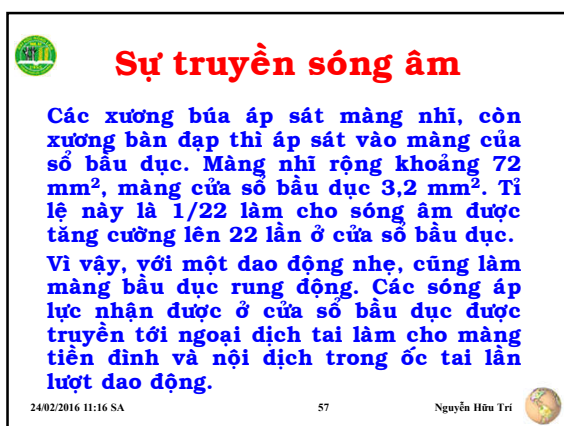 Sự truyền sóng âm
Các xương búa áp sát màng nhĩ, còn
xương bàn đạp thì áp sát vào màng của
sổ bầu dục. Màng nhĩ rộng khoảng 72
mm², màng cửa sổ bầu dục 3,2 mm². Tỉ
lệ này là 1/22 làm cho sóng âm được
tăng cường lên 22 lần ở cửa sổ bầu dục.
Vì vậy, với một dao động nhẹ, cũng làm
màng bầu dục rung động. Các sóng áp
lực nhận được ở cửa sổ bầu dục được
truyền tới ngoại dịch tai làm cho màng
tiền đình và nội dịch trong ốc tai lần
lượt dao động.
24/02/2016 11:16 SA 57 Nguyễn Hữu Trí